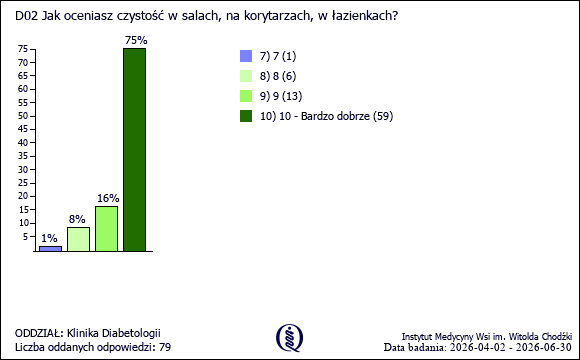 D02 Jak oceniasz czystość w salach, na korytarzach, w łazienkach?
75%
75
70
65
60
55
50
45
40
35
30
25
20
15
10
5
16%
8%
1%
7) 7 (1)
8) 8 (6)
9) 9 (13)
10) 10 - Bardzo dobrze (59)
ODDZIAŁ: Klinika Diabetologii
Liczba oddanych odpowiedzi: 79
Instytut Medycyny Wsi im. Witolda Chodźki
Data badania: 2026-04-02 - 2026-06-30